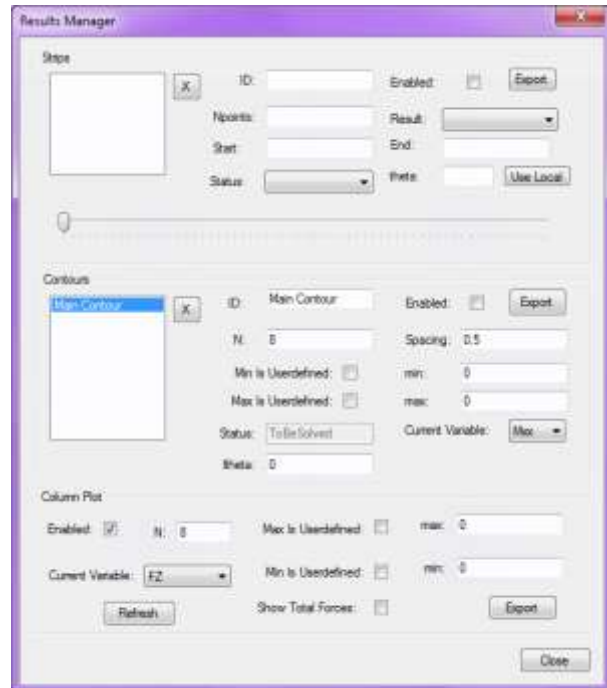 Results Manager
Strips
X ID: Enabled: Export
Npoints: Result:
Start: End:
Status: theta: Use Local
Contours
Main Contour X ID: Main Contour Enabled: Export
N: 8 Spacing: 0.5
Min Is Userdefined: min: 0
Max Is Userdefined: max: 0
Status: ToBeSolved Current Variable: Mxx
theta: 0
Column Plot
Enabled: N: 8 Max Is Userdefined: max: 0
Current Variable: FZ Min Is Userdefined: min: 0
Refresh Show Total Forces: Export
Close